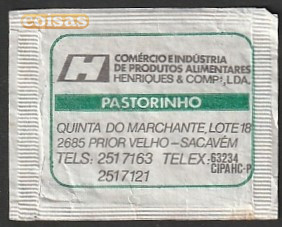 coisas
COMÉRCIO E INDÚSTRIA
DE PRODUTOS ALIMENTARES
HENRIQUES & COMPª, LDA.
PASTORINHO
QUINTA DO MARCHANTE, LOTE 18
2685 PRIOR VELHO - SACAVÉM
TELS: 2517163 TELEX: 63234
2517121 CIPAHC-P